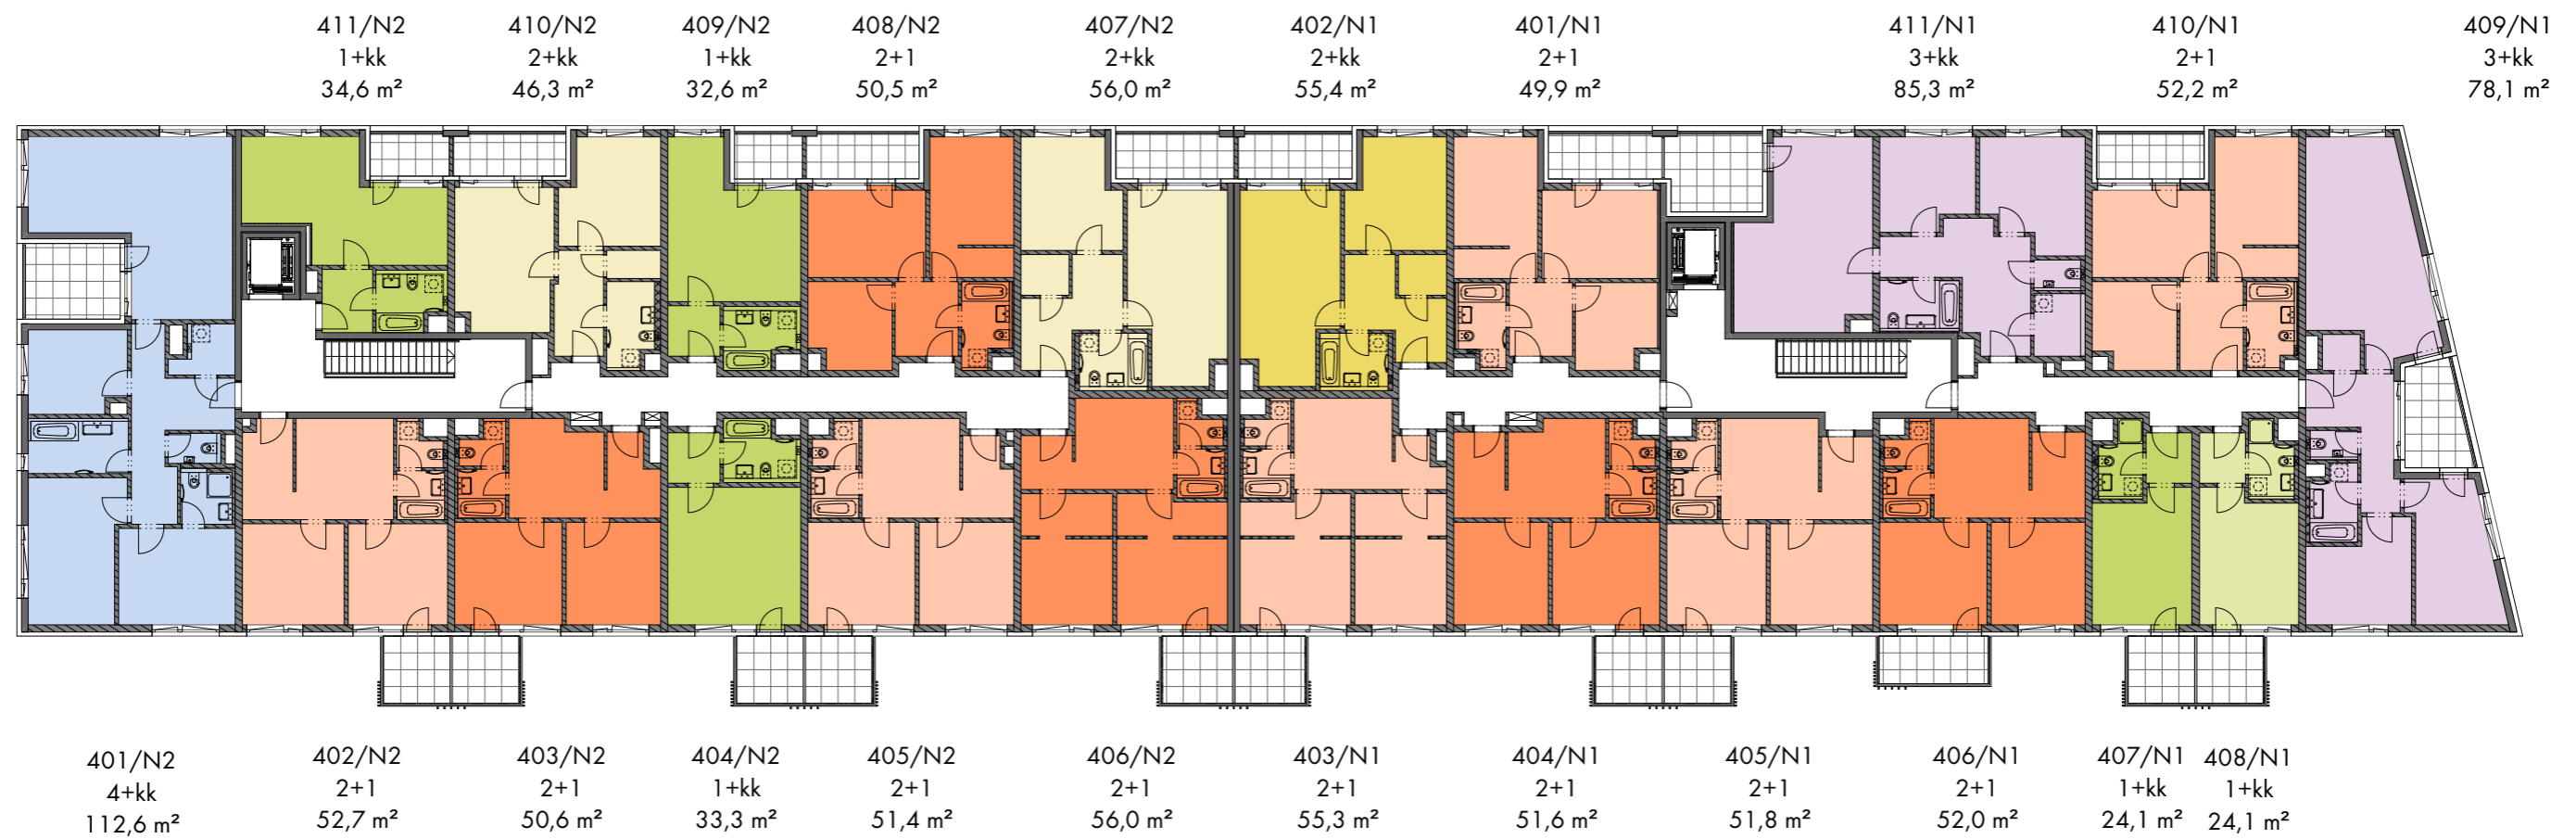 411/N2
1+kk
34,6 m²
410/N2
2+kk
46,3 m²
409/N2
1+kk
32,6 m²
408/N2
2+1
50,5 m²
407/N2
2+kk
56,0 m²
402/N1
2+kk
55,4 m²
401/N1
2+1
49,9 m²
411/N1
3+kk
85,3 m²
410/N1
2+1
52,2 m²
409/N1
3+kk
78,1 m²
401/N2
4+kk
112,6 m²
402/N2
2+1
52,7 m²
403/N2
2+1
50,6 m²
404/N2
1+kk
33,3 m²
405/N2
2+1
51,4 m²
406/N2
2+1
56,0 m²
403/N1
2+1
55,3 m²
404/N1
2+1
51,6 m²
405/N1
2+1
51,8 m²
406/N1
2+1
52,0 m²
407/N1
1+kk
24,1 m²
408/N1
1+kk
24,1 m²